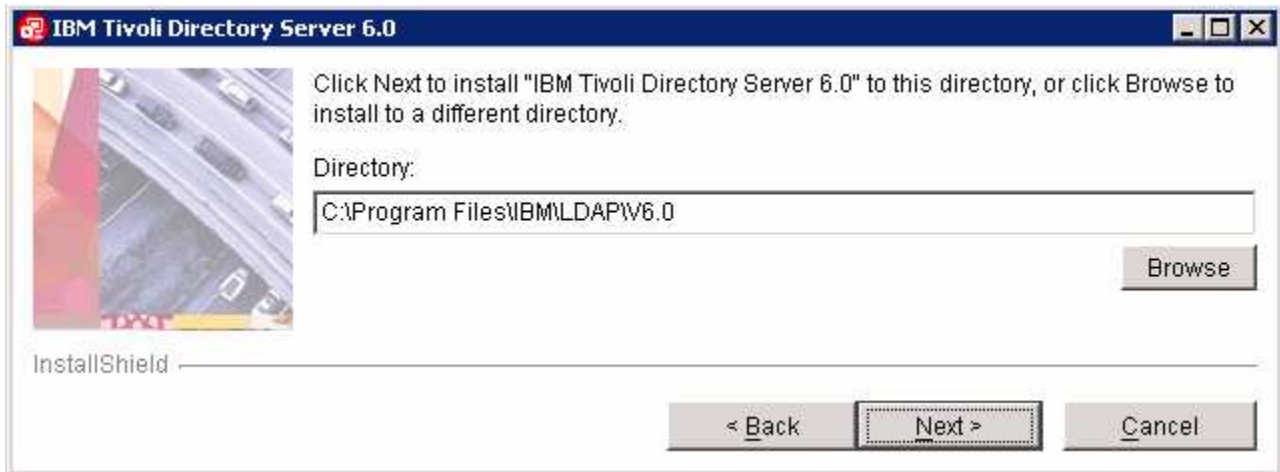 IBM Tivoli Directory Server 6.0
Click Next to install "IBM Tivoli Directory Server 6.0" to this directory, or click Browse to
install to a different directory.
Directory:
C:\Program Files\IBM\LDAP\V6.0
Browse
InstallShield
< Back
Next >
Cancel